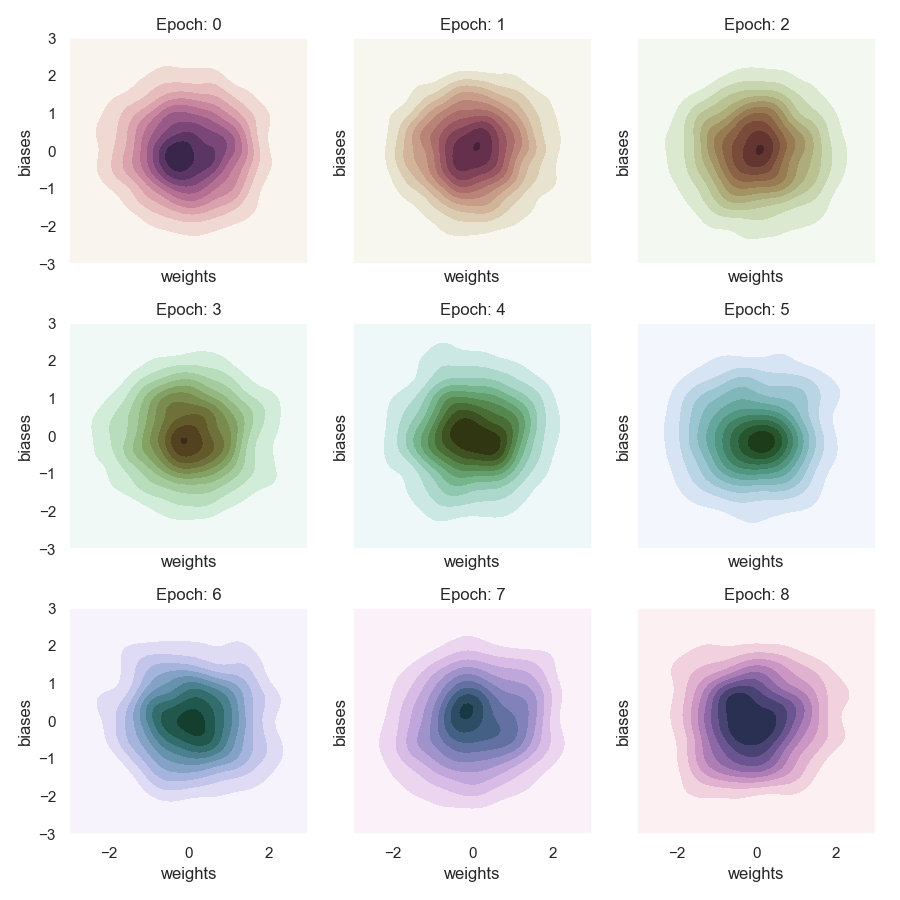 Epoch: 0 Epoch: 1 Epoch: 2
3
2
1
0
−1
−2
−3
biases biases biases
weights weights weights
Epoch: 3 Epoch: 4 Epoch: 5
3
2
1
0
−1
−2
−3
biases biases biases
weights weights weights
Epoch: 6 Epoch: 7 Epoch: 8
3
2
1
0
−1
−2
−3
biases biases biases
−2 0 2 −2 0 2 −2 0 2
weights weights weights